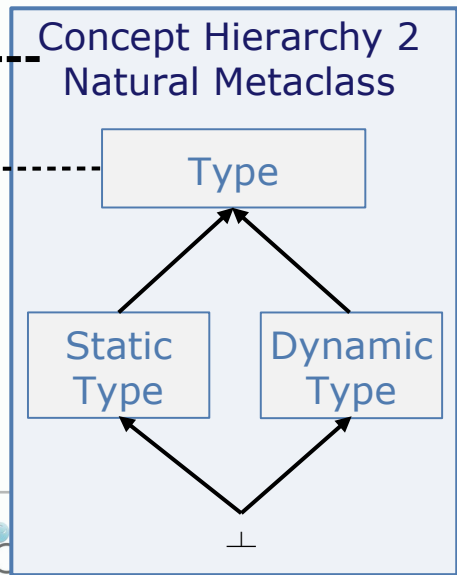 Concept Hierarchy 2
Natural Metaclass
Type
Static
Type
Dynamic
Type
⊥